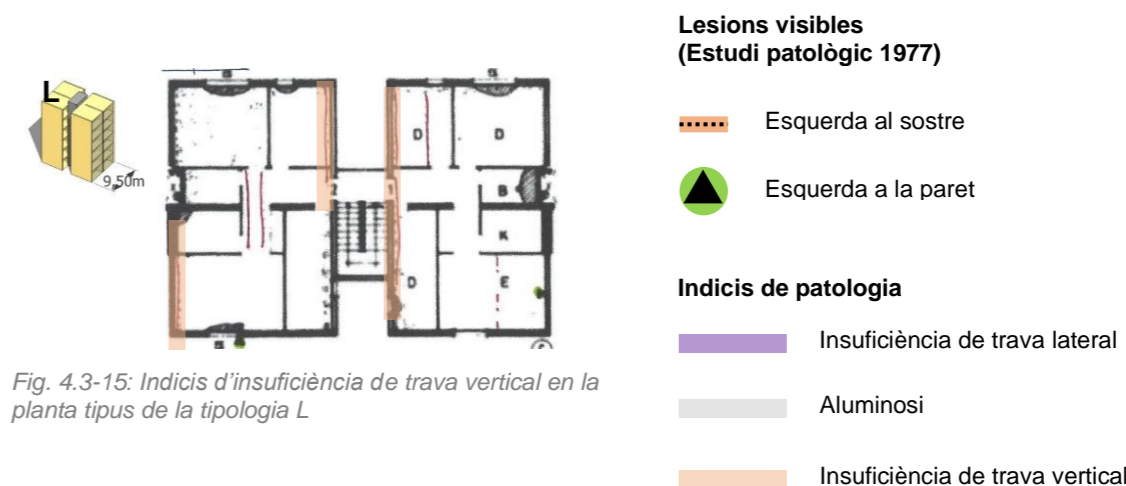 L
9,50m
D
D
B
K
D
E
2
1
Fig. 4.3-15: Indicis d'insuficiència de trava vertical en la
planta tipus de la tipologia L
Lesions visibles
(Estudi patològic 1977)
Esquerda al sostre
Esquerda a la paret
Indicis de patologia
Insuficiència de trava lateral
Aluminosi
Insuficiència de trava vertical